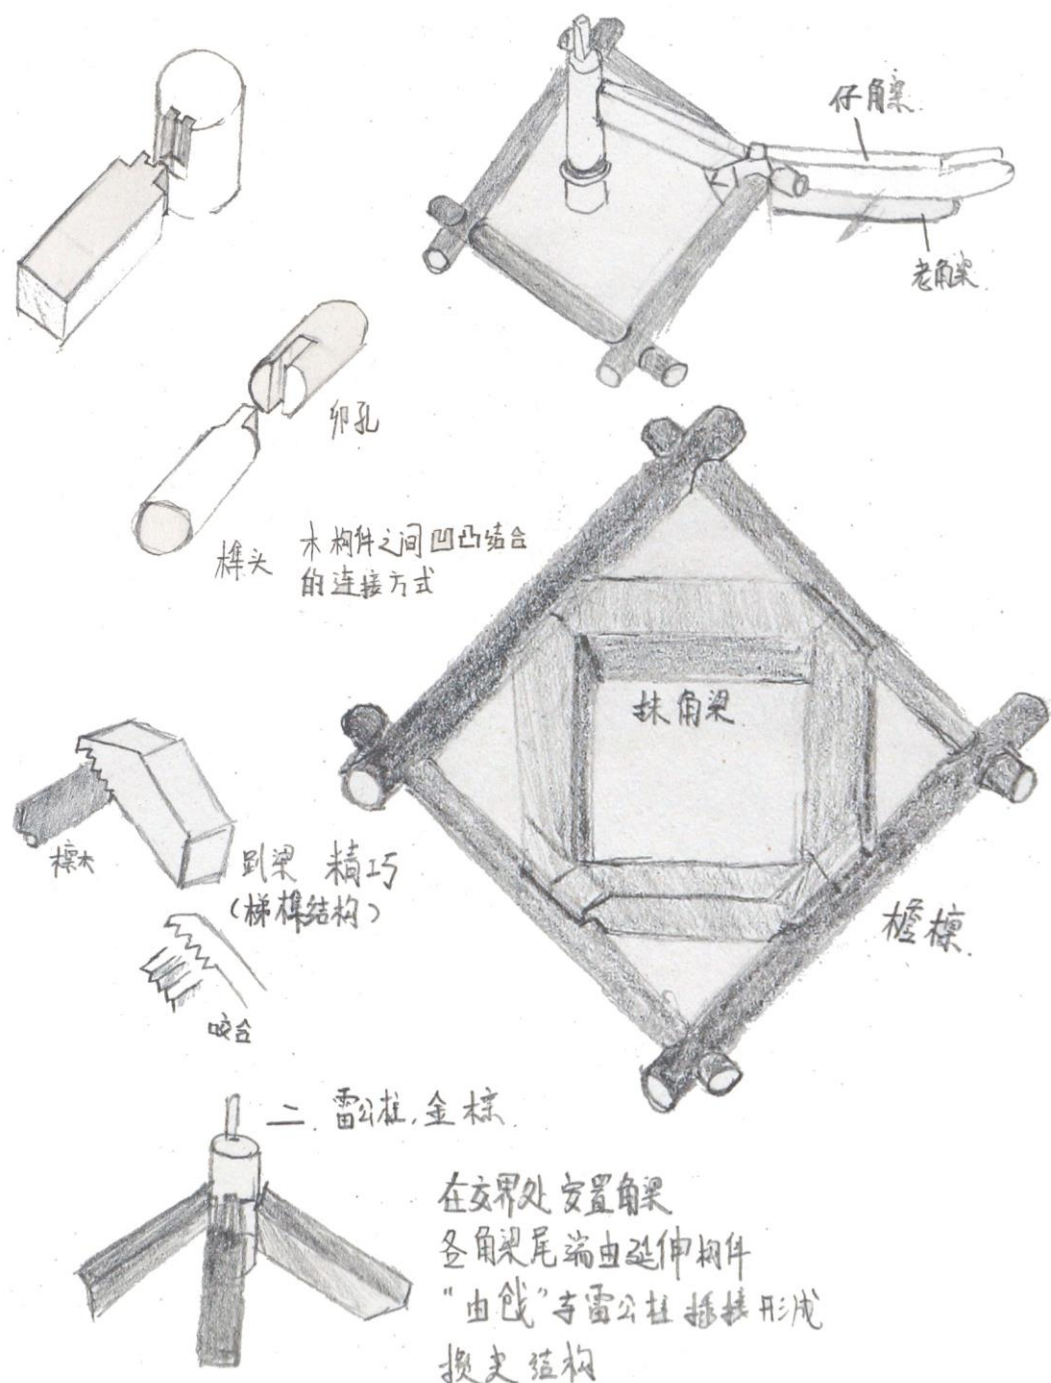 仔角梁
老角梁
卯孔
榫头
木构件之间凹凸结合
的连接方式
抹角梁
檩木
趴梁 精巧
(梯榫结构)
檐檩
咬合
二.雷公柱,金檩
在交界处安置角梁
各角梁尾端由延伸构件
"由戗"与雷公柱插接形成
结构